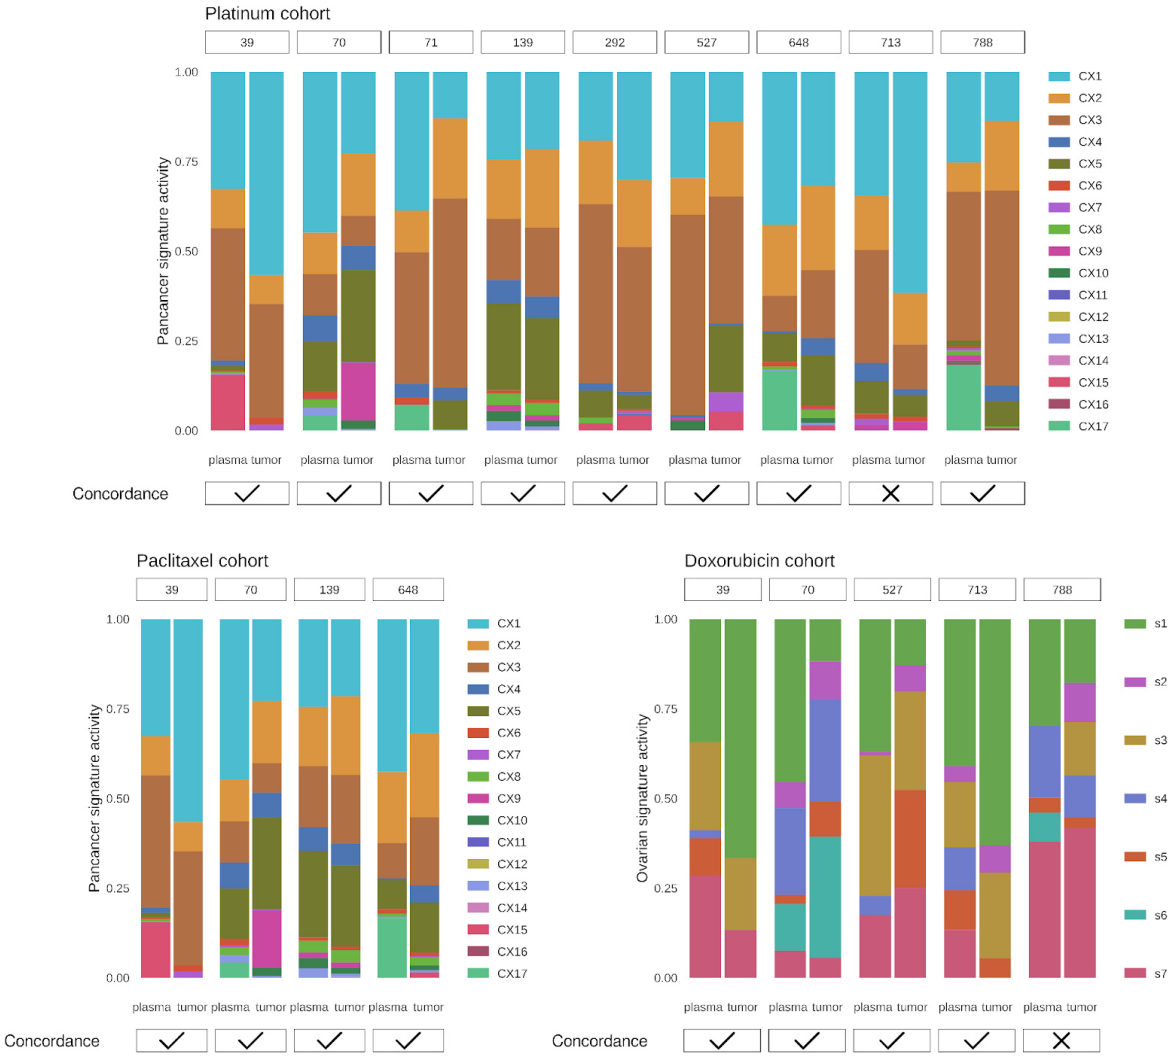 Platinum cohort
39 70 71 139 292 527 648 713 788
Pancancer signature activity
1.00
0.75
0.50
0.25
0.00
CX1
CX2
CX3
CX4
CX5
CX6
CX7
CX8
CX9
CX10
CX11
CX12
CX13
CX14
CX15
CX16
CX17
plasma tumor plasma tumor plasma tumor plasma tumor plasma tumor plasma tumor plasma tumor plasma tumor plasma tumor
Concordance
Paclitaxel cohort
39 70 139 648
Pancancer signature activity
1.00
0.75
0.50
0.25
0.00
CX1
CX2
CX3
CX4
CX5
CX6
CX7
CX8
CX9
CX10
CX11
CX12
CX13
CX14
CX15
CX16
CX17
plasma tumor plasma tumor plasma tumor plasma tumor
Concordance
Doxorubicin cohort
39 70 527 713 788
Ovarian signature activity
1.00
0.75
0.50
0.25
0.00
s1
s2
s3
s4
s5
s6
s7
plasma tumor plasma tumor plasma tumor plasma tumor plasma tumor
Concordance